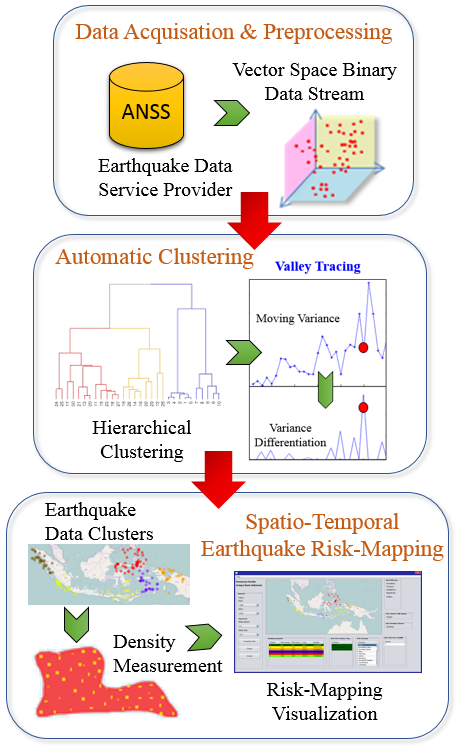 Data Acquisation & Preprocessing
ANSS
Vector Space Binary
Data Stream
Earthquake Data
Service Provider
Automatic Clustering
Valley Tracing
Moving Variance
Hierarchical
Clustering
Variance
Differentiation
Earthquake
Data Clusters
Spatio-Temporal
Earthquake Risk-Mapping
Density
Measurement
Risk-Mapping
Visualization